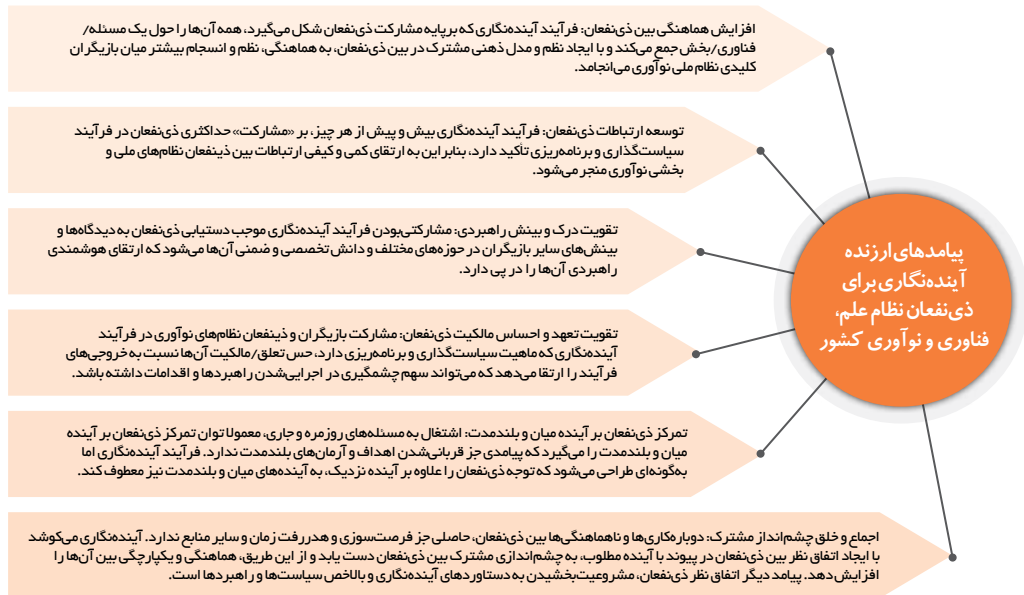 پیامدهای ارزنده
آینده‌نگاری برای
ذی‌نفعان نظام علم،
فناوری و نوآوری کشور
افزایش هماهنگی بین ذی‌نفعان: فرآیند آینده‌نگاری که برپایه مشارکت ذی‌نفعان شکل می‌گیرد، همه آن‌ها را حول یک مسئله/
فناوری/بخش جمع می‌کند و با ایجاد نظم و مدل ذهنی مشترک در بین ذی‌نفعان، به هماهنگی، نظم و انسجام بیشتر میان بازیگران
کلیدی نظام ملی نوآوری می‌انجامد.
توسعه ارتباطات ذی‌نفعان: فرآیند آینده‌نگاری بیش و پیش از هر چیز، بر «مشارکت» حداکثری ذی‌نفعان در فرآیند
سیاست‌گذاری و برنامه‌ریزی تأکید دارد، بنابراین به ارتقای کمی و کیفی ارتباطات بین ذینفعان نظام‌های ملی و
بخشی نوآوری منجر می‌شود.
تقویت درک و بینش راهبردی: مشارکتی‌بودن فرآیند آینده‌نگاری موجب دستیابی ذی‌نفعان به دیدگاه‌ها و
بینش‌های سایر بازیگران در حوزه‌های مختلف و دانش تخصصی و ضمنی آن‌ها می‌شود که ارتقای هوشمندی
راهبردی آن‌ها را در پی دارد.
تقویت تعهد و احساس مالکیت ذی‌نفعان: مشارکت بازیگران و ذینفعان نظام‌های نوآوری در فرآیند
آینده‌نگاری که ماهیت سیاست‌گذاری و برنامه‌ریزی دارد، حس تعلق/مالکیت آن‌ها نسبت به خروجی‌های
فرآیند را ارتقا می‌دهد که می‌تواند سهم چشمگیری در اجرایی‌شدن راهبردها و اقدامات داشته باشد.
تمرکز ذی‌نفعان بر آینده میان و بلندمدت: اشتغال به مسئله‌های روزمره و جاری، معمولا توان تمرکز ذی‌نفعان بر آینده
میان و بلندمدت را می‌گیرد که پیامدی جز قربانی‌شدن اهداف و آرمان‌های بلندمدت ندارد. فرآیند آینده‌نگاری اما
به‌گونه‌ای طراحی می‌شود که توجه ذی‌نفعان را علاوه بر آینده نزدیک، به آینده‌های میان و بلندمدت نیز معطوف کند.
اجماع و خلق چشم‌انداز مشترک: دوباره‌کاری‌ها و ناهماهنگی‌ها بین ذی‌نفعان، حاصلی جز فرصت‌سوزی و هدررفت زمان و سایر منابع ندارد. آینده‌نگاری می‌کوشد
با ایجاد اتفاق نظر بین ذی‌نفعان در پیوند با آینده مطلوب، به چشم‌اندازی مشترک بین ذی‌نفعان دست یابد و از این طریق، هماهنگی و یکپارچگی بین آن‌ها را
افزایش دهد. پیامد دیگر اتفاق نظر ذی‌نفعان، مشروعیت‌بخشیدن به دستاوردهای آینده‌نگاری و بالاخص سیاست‌ها و راهبردها است.